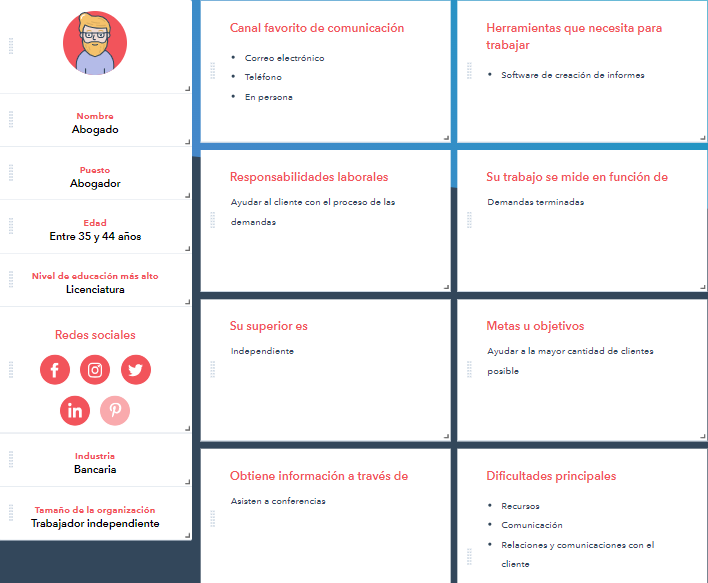 Nombre
Abogado
Puesto
Abogador
Edad
Entre 35 y 44 años
Nivel de educación más alto
Licenciatura
Redes sociales
Industria
Bancaria
Tamaño de la organización
Trabajador independiente
Canal favorito de comunicación
Correo electrónico
Teléfono
En persona
Herramientas que necesita para
trabajar
Software de creación de informes
Responsabilidades laborales
Ayudar al cliente con el proceso de las
demandas
Su trabajo se mide en función de
Demandas terminadas
Su superior es
Independiente
Metas u objetivos
Ayudar a la mayor cantidad de clientes
posible
Obtiene información a través de
Asisten a conferencias
Dificultades principales
Recursos
Comunicación
Relaciones y comunicaciones con el
cliente